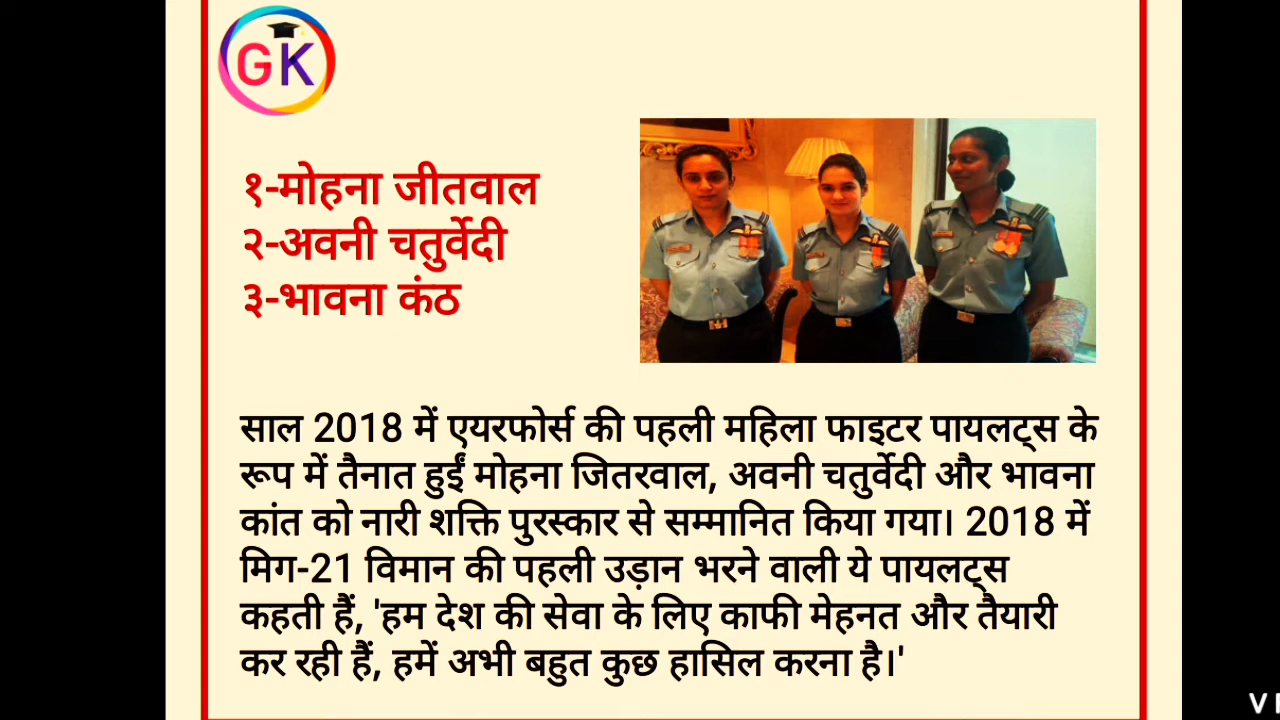 GK
१-मोहना जीतवाल
२-अवनी चतुर्वेदी
३-भावना कंठ
साल 2018 में एयरफोर्स की पहली महिला फाइटर पायलट्स के
रूप में तैनात हुईं मोहना जितरवाल, अवनी चतुर्वेदी और भावना
कांत को नारी शक्ति पुरस्कार से सम्मानित किया गया। 2018 में
मिग-21 विमान की पहली उड़ान भरने वाली ये पायलट्स
कहती हैं, 'हम देश की सेवा के लिए काफी मेहनत और तैयारी
कर रही हैं, हमें अभी बहुत कुछ हासिल करना है।'